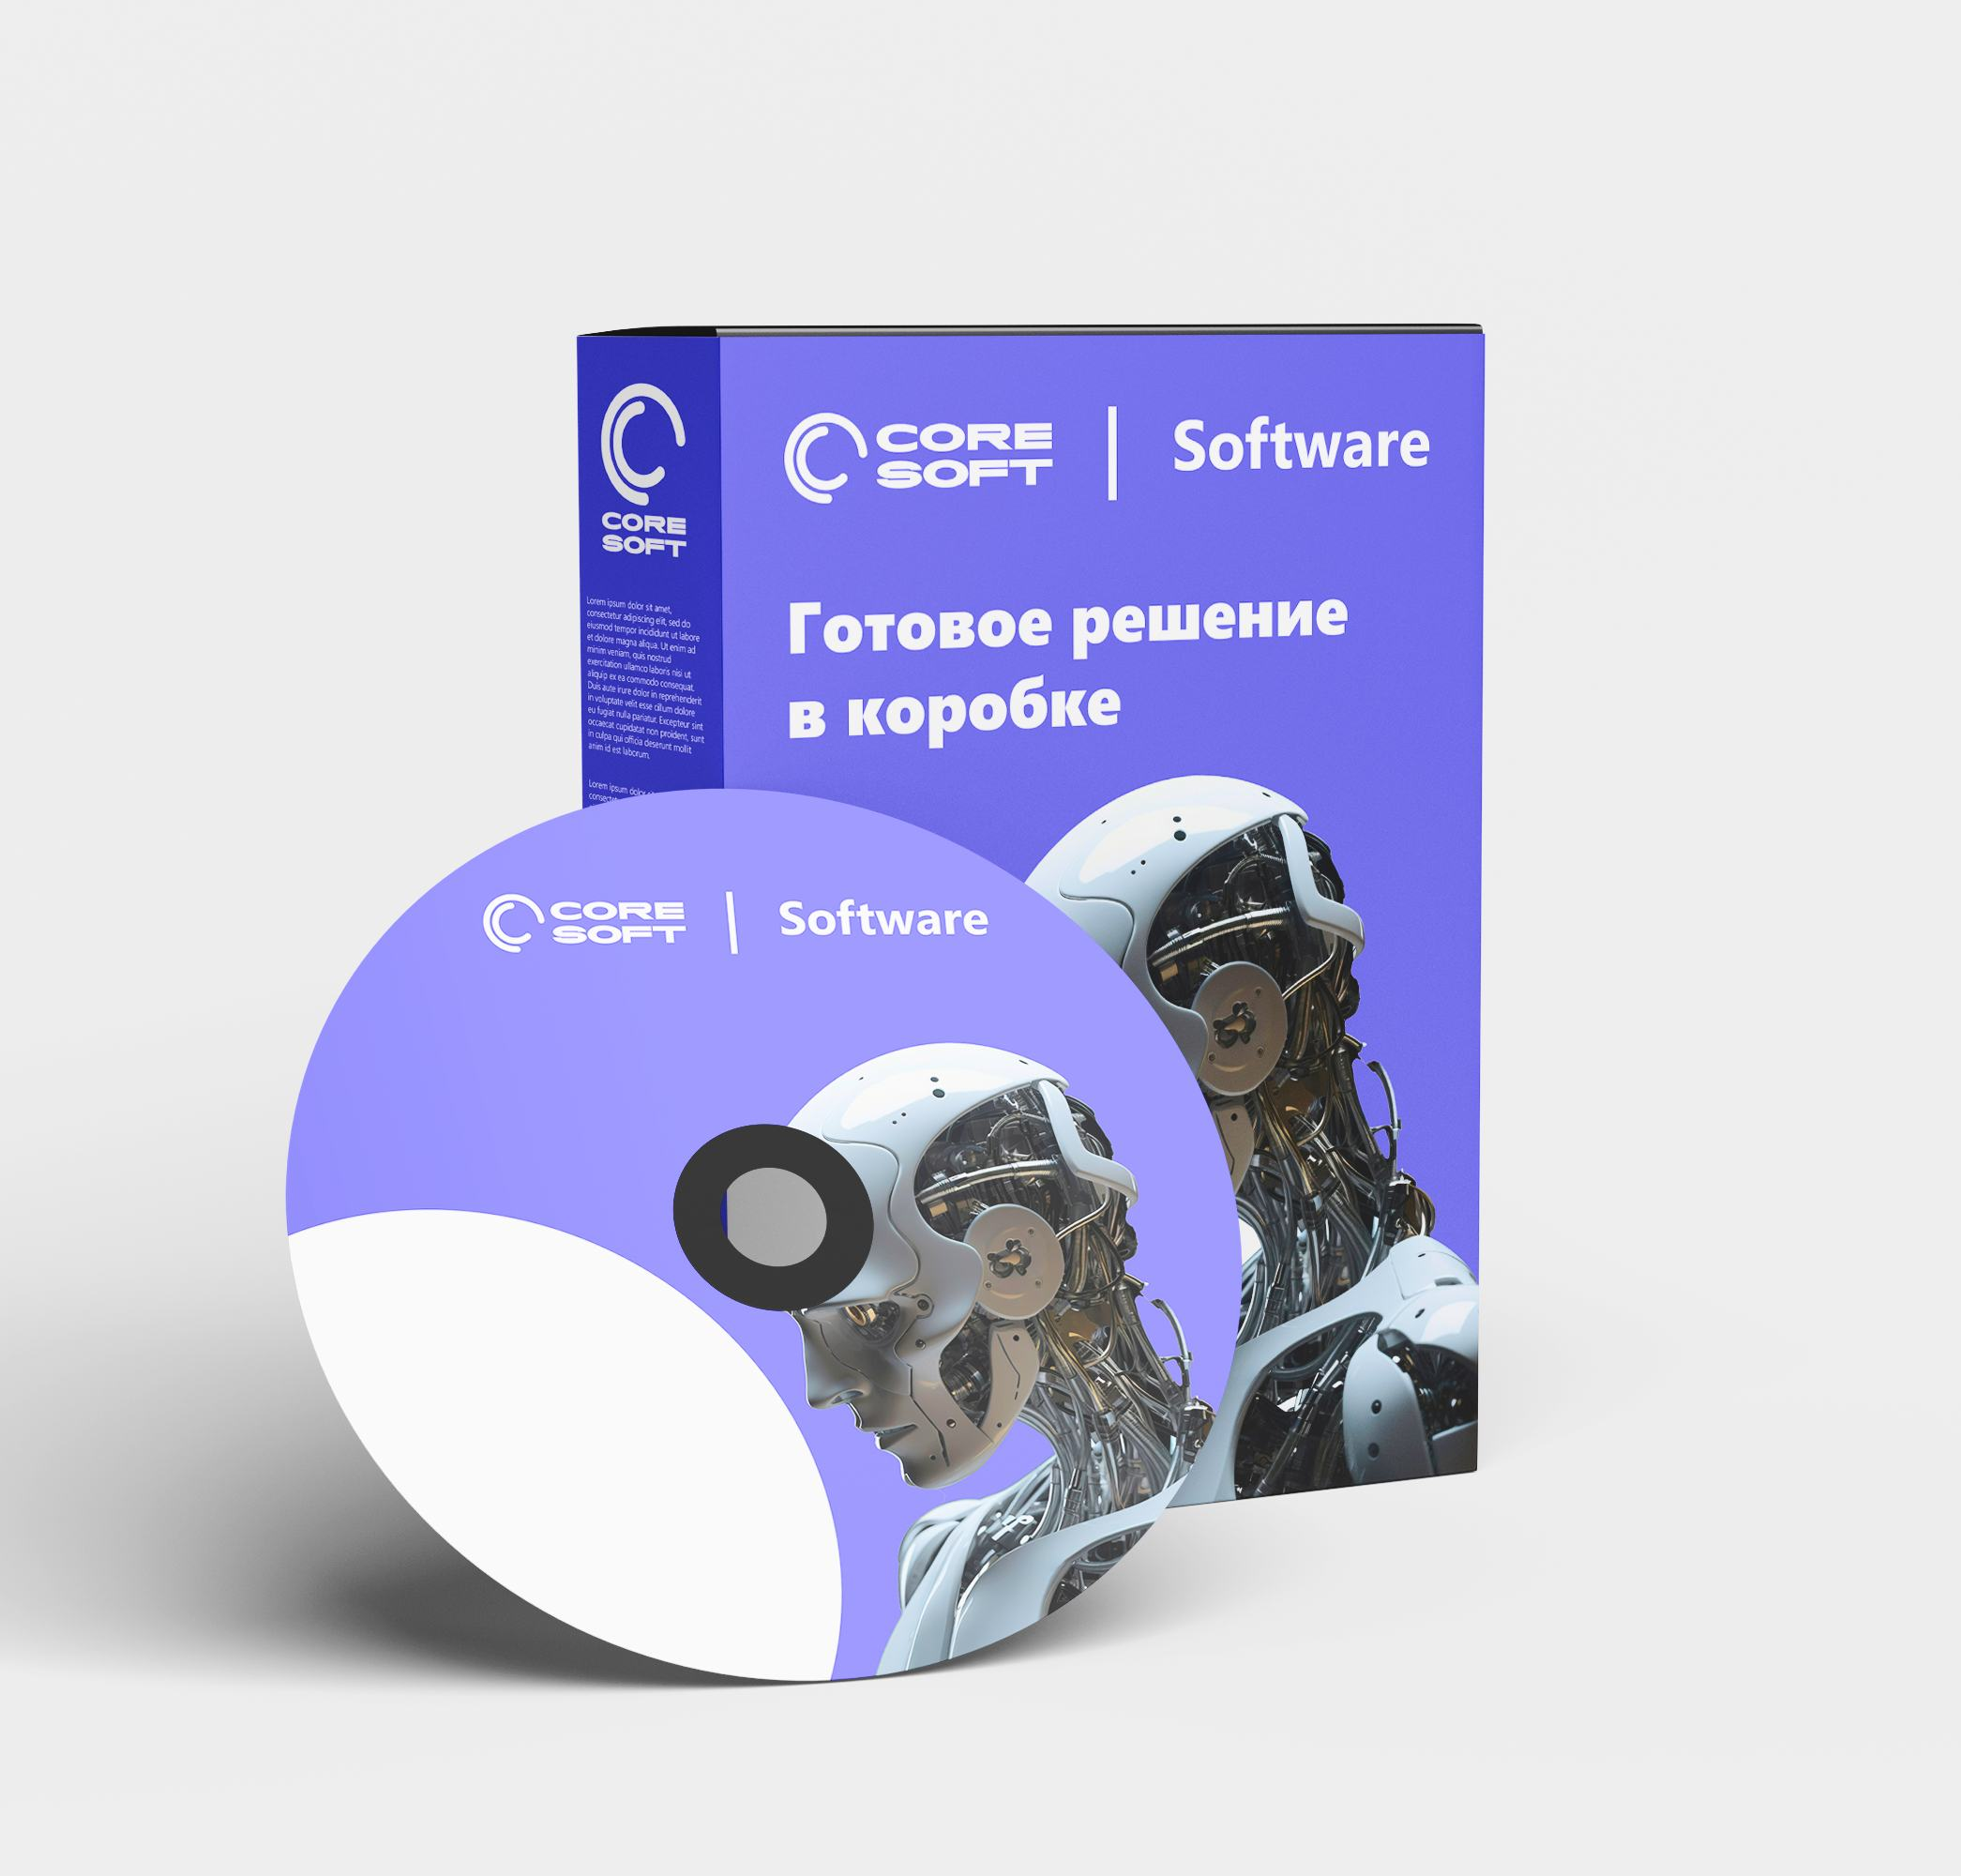 CORE
SOFT
Lorem ipsum dolor sit amet,
consectetur adipiscing elit, sed do
eiusmod tempor incididunt ut labore
et dolore magna aliqua. Ut enim ad
minim veniam, quis nostrud
exercitation ullamco laboris nisi ut
aliquip ex ea commodo consequat.
Duis aute irure dolor in reprehenderit
in voluptate velit esse cillum dolore
eu fugiat nulla pariatur. Excepteur sint
occaecat cupidatat non proident, sunt
in culpa qui officia deserunt mollit
anim id est laborum.
Lorem ipsum dolor
CORE
SOFT
Software
Готовое решение
в коробке
CORE
SOFT
Software